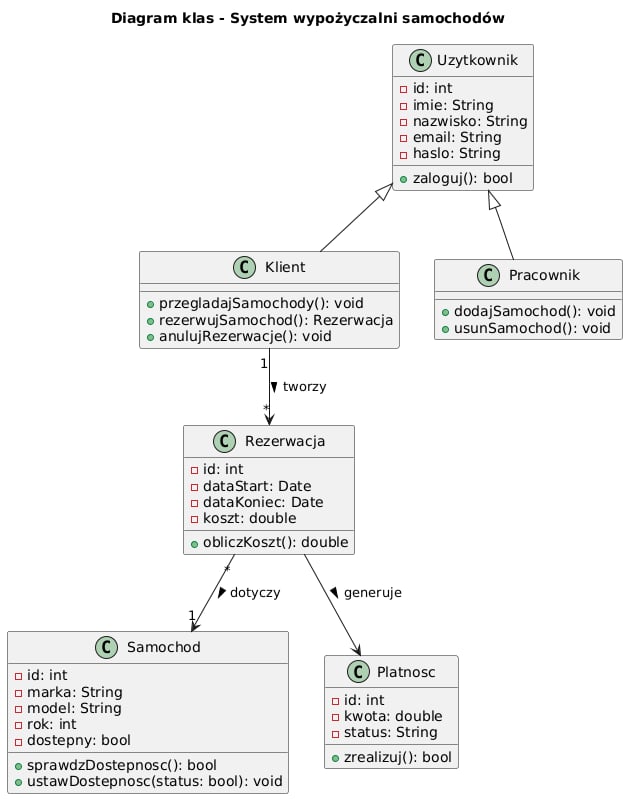 Diagram klas - System wypożyczalni samochodów
C Uzytkownik
id: int
imie: String
nazwisko: String
email: String
haslo: String
zaloguj(): bool
C Klient
przegladajSamochody(): void
rezerwujSamochod(): Rezerwacja
anulujRezerwacje(): void
C Pracownik
dodajSamochod(): void
usunSamochod(): void
1
tworzy
*
C Rezerwacja
id: int
dataStart: Date
dataKoniec: Date
koszt: double
obliczKoszt(): double
*
dotyczy
generuje
1
C Samochod
id: int
marka: String
model: String
rok: int
dostepny: bool
sprawdzDostepnosc(): bool
ustawDostepnosc(status: bool): void
C Platnosc
id: int
kwota: double
status: String
zrealizuj(): bool